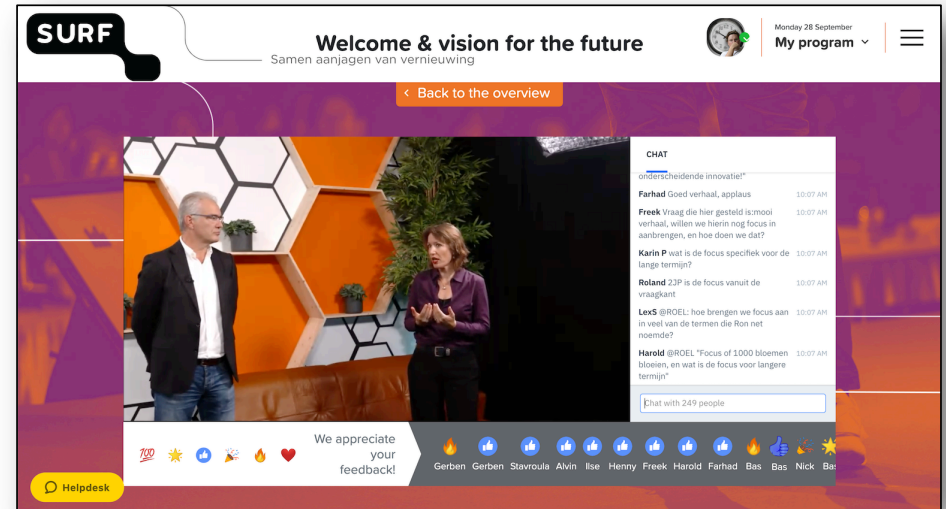 SURF
Welcome & vision for the future
Samen aanjagen van vernieuwing
Monday 28 September
My program
Back to the overview
CHAT
onderscheidende innovatie!"
Farhad Goed verhaal, applaus 10:07 AM
Freek Vraag die hier gesteld is:mooi 10:07 AM
verhaal, willen we hierin nog focus in
aanbrengen, en hoe doen we dat?
Karin P wat is de focus specifiek voor de 10:07 AM
lange termijn?
Roland 2JP is de focus vanuit de 10:07 AM
vraagkant
LexS @ROEL: hoe brengen we focus aan 10:07 AM
in veel van de termen die Ron net
noemde?
Harold @ROEL "Focus of 1000 bloemen 10:07 AM
bloeien, en wat is de focus voor langere
termijn"
Chat with 249 people
100
We appreciate
your
feedback!
Gerben Gerben Stavroula Alvin Ilse Henny Freek Harold Farhad Bas Bas Nick Bas
Helpdesk